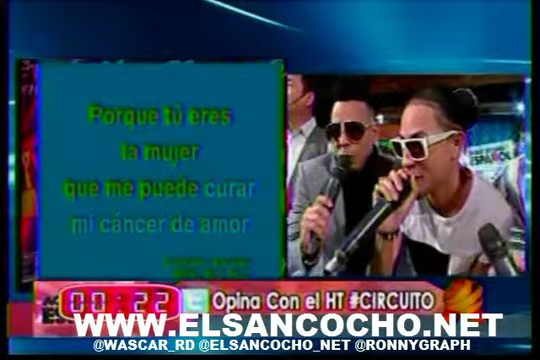 Porque tú eres
la mujer
que me puede curar
mi cáncer de amor
ESPAÑOL
00:22
Opina Con el HT #CIRCUITO
WWW.ELSANCOCHO.NET
@WASCAR_RD @ELSANCOCHO_NET @RONNYGRAPH